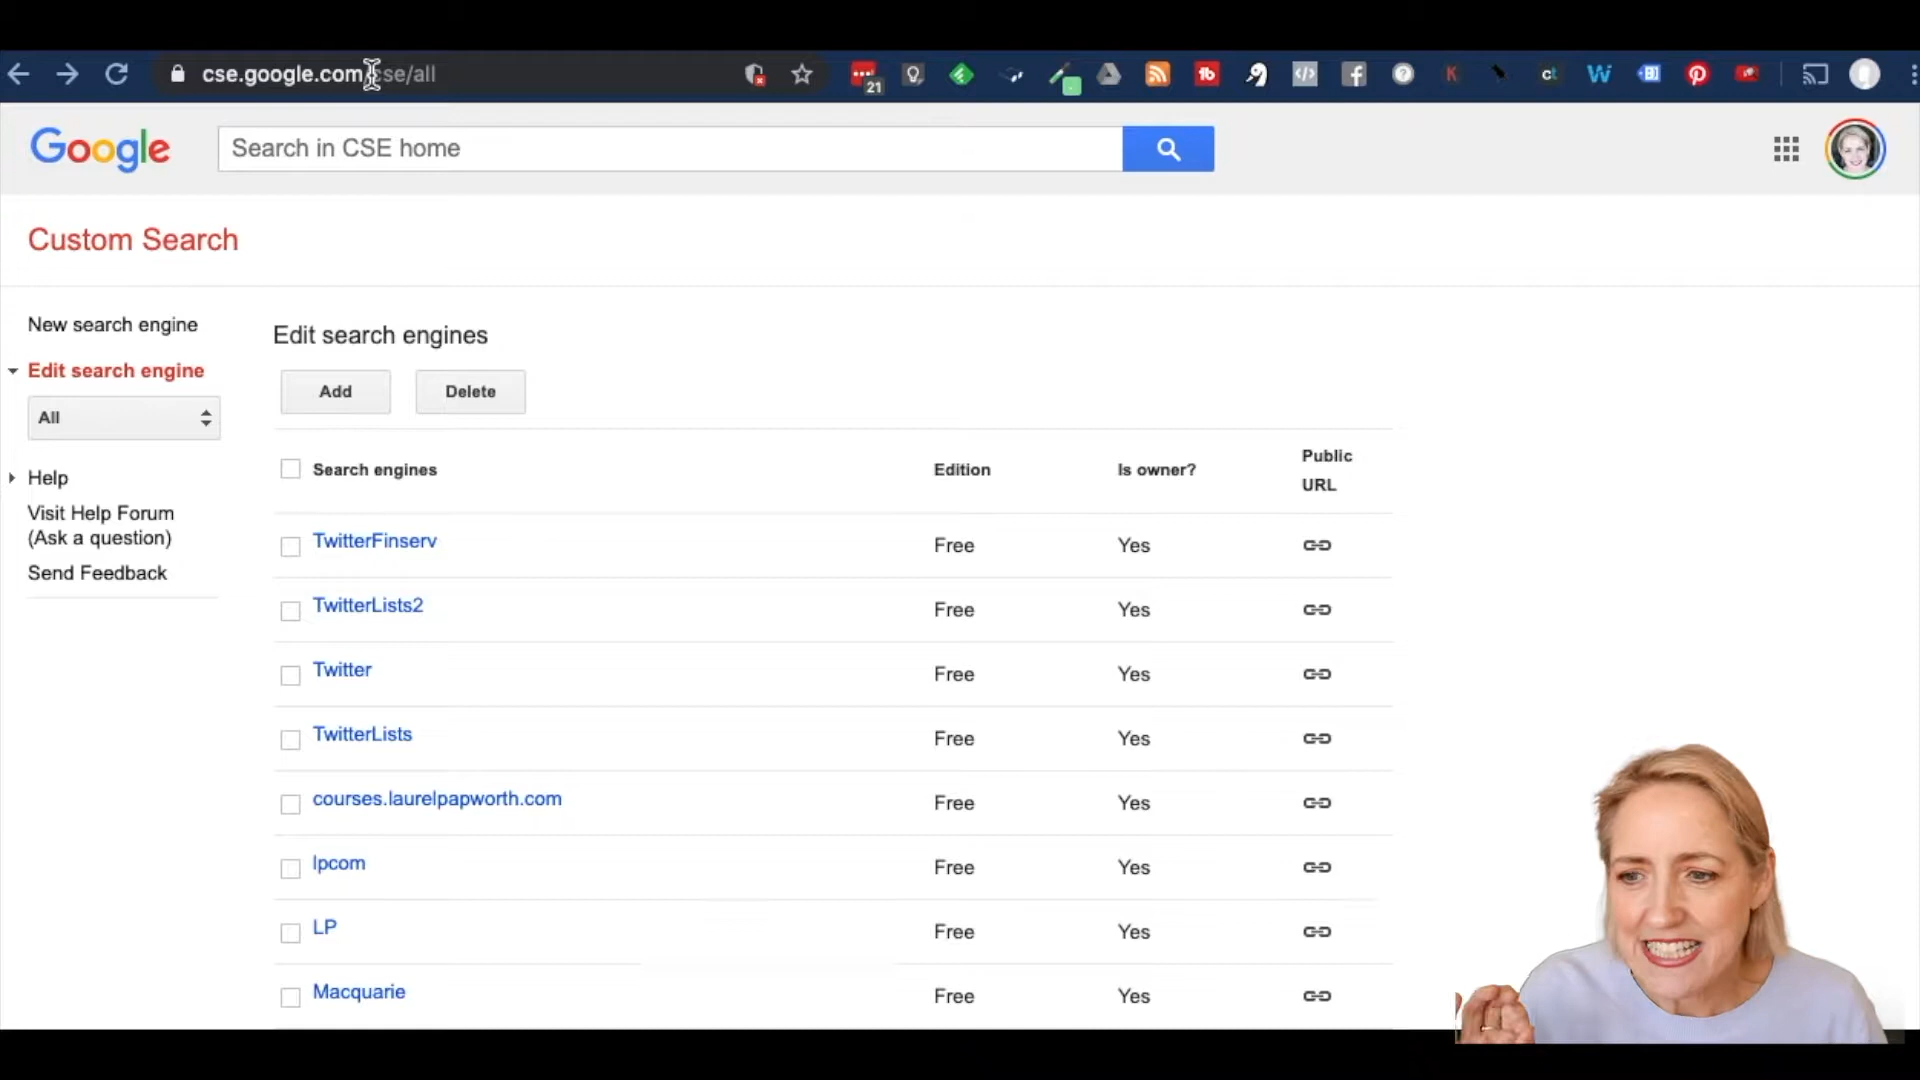 cse.google.com/cse/all
21
Google
Search in CSE home
Custom Search
New search engine
Edit search engine
All
Help
Visit Help Forum
(Ask a question)
Send Feedback
Edit search engines
Add Delete
Search engines Edition Is owner? Public URL
TwitterFinserv Free Yes
TwitterLists2 Free Yes
Twitter Free Yes
TwitterLists Free Yes
courses.laurelpapworth.com Free Yes
lpcom Free Yes
LP Free Yes
Macquarie Free Yes